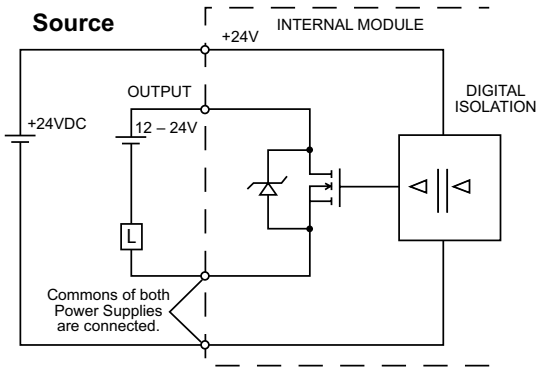 Source
INTERNAL MODULE
+24V
OUTPUT
DIGITAL
ISOLATION
+24VDC
12 – 24V
L
Commons of both
Power Supplies
are connected.